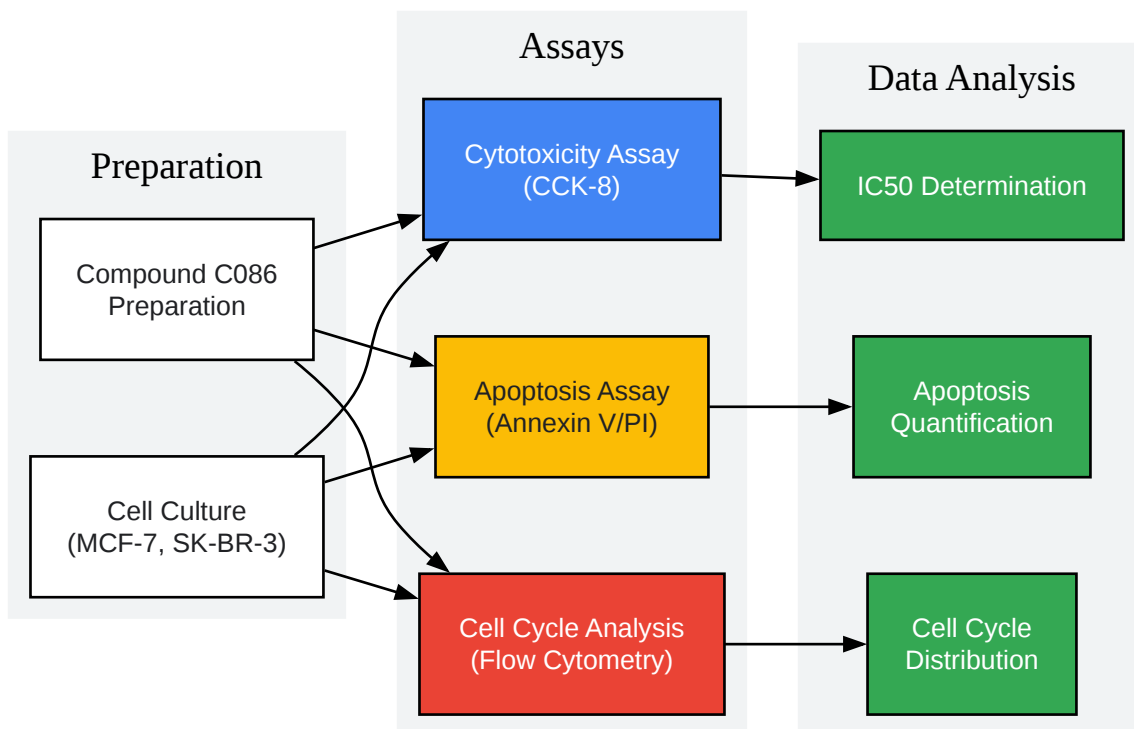 Preparation
Compound C086
Preparation
Cell Culture
(MCF-7, SK-BR-3)
Assays
Cytotoxicity Assay
(CCK-8)
Apoptosis Assay
(Annexin V/PI)
Cell Cycle Analysis
(Flow Cytometry)
Data Analysis
IC50 Determination
Apoptosis
Quantification
Cell Cycle
Distribution